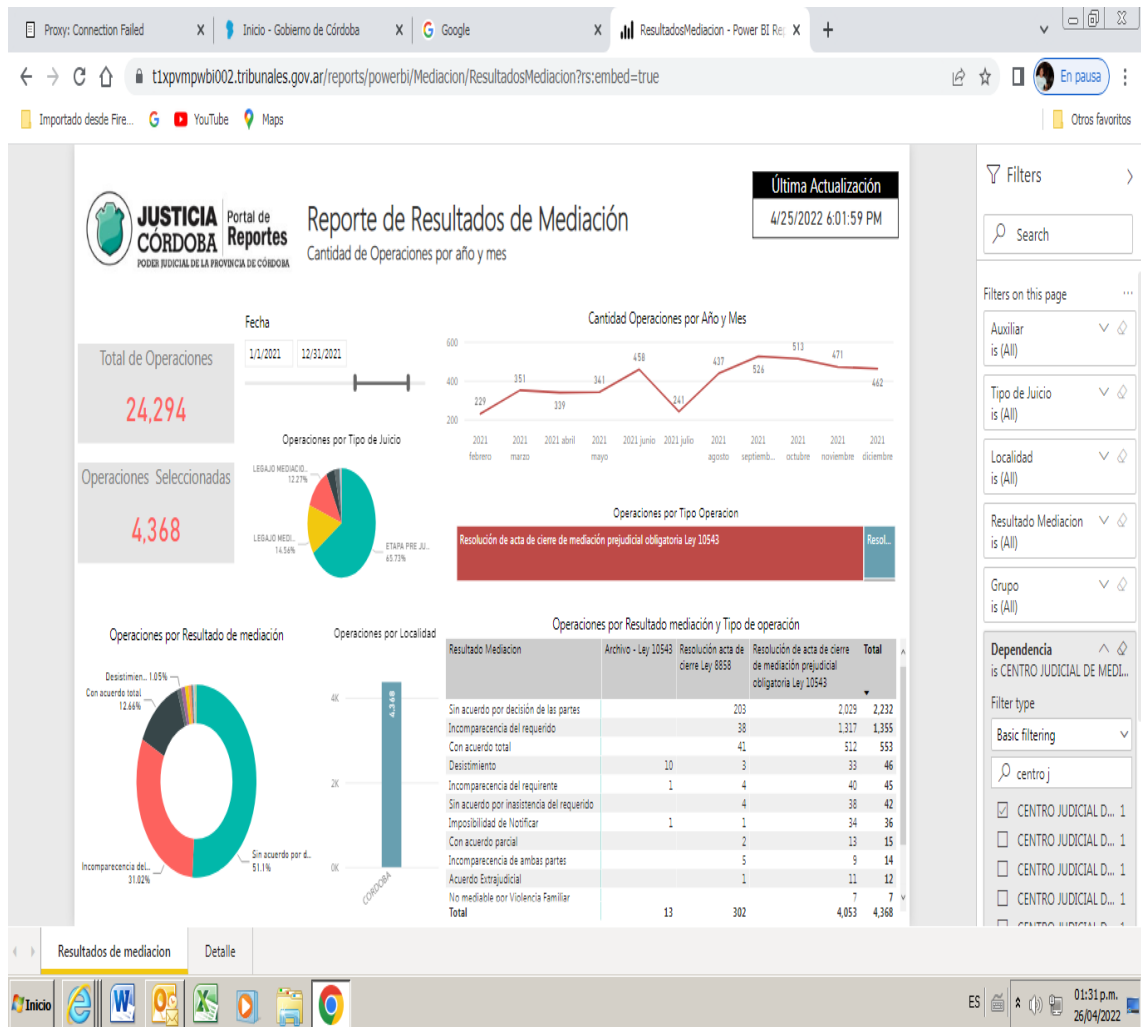 Proxy: Connection Failed
Inicio - Gobierno de Córdoba
Google
ResultadosMediacion - Power BI Rep
t1xpvmpwbi002.tribunales.gov.ar/reports/powerbi/Mediacion/ResultadosMediacion?rs:embed=true
En pausa
Importado desde Fire...
YouTube
Maps
Otros favoritos
JUSTICIA
CÓRDOBA
PODER JUDICIAL DE LA PROVINCIA DE CÓRDOBA
Portal de
Reportes
Reporte de Resultados de Mediación
Cantidad de Operaciones por año y mes
Última Actualización
4/25/2022 6:01:59 PM
Total de Operaciones
24,294
Operaciones Seleccionadas
4,368
Fecha
1/1/2021 12/31/2021
Operaciones por Tipo de Juicio
LEGAJO MEDIACIO...
12.27%
LEGAJO MEDI...
14.56%
ETAPA PRE JU...
65.73%
Cantidad Operaciones por Año y Mes
600
400
200
229 351 339 341 458 241 437 526 513 471 462
2021 febrero
2021 marzo
2021 abril
2021 mayo
2021 junio
2021 julio
2021 agosto
2021 septiemb...
2021 octubre
2021 noviembre
2021 diciembre
Operaciones por Tipo Operacion
Resolución de acta de cierre de mediación prejudicial obligatoria Ley 10543
Resol...
Operaciones por Resultado de mediación
Desistimien... 1.05%
Con acuerdo total
12.66%
Incomparecencia del...
31.02%
Sin acuerdo por d...
51.1%
Operaciones por Localidad
4K
2K
0K
4,368
CORDOBA
Operaciones por Resultado mediación y Tipo de operación
Resultado Mediacion Archivo - Ley 10543 Resolución acta de cierre Ley 8858 Resolución de acta de cierre de mediación prejudicial obligatoria Ley 10543 Total
Sin acuerdo por decisión de las partes 203 2,029 2,232
Incomparecencia del requerido 38 1,317 1,355
Con acuerdo total 41 512 553
Desistimiento 10 3 33 46
Incomparecencia del requirente 1 4 40 45
Sin acuerdo por inasistencia del requerido 4 38 42
Imposibilidad de Notificar 1 1 34 36
Con acuerdo parcial 2 13 15
Incomparecencia de ambas partes 5 9 14
Acuerdo Extrajudicial 1 11 12
No mediable por Violencia Familiar 7 7
Total 13 302 4,053 4,368
Filters
Search
Filters on this page
Auxiliar
is (All)
Tipo de Juicio
is (All)
Localidad
is (All)
Resultado Mediacion
is (All)
Grupo
is (All)
Dependencia
is CENTRO JUDICIAL DE MEDI...
Filter type
Basic filtering
centro j
CENTRO JUDICIAL D... 1
CENTRO JUDICIAL D... 1
CENTRO JUDICIAL D... 1
CENTRO JUDICIAL D... 1
CENTRO JUDICIAL D... 1
Resultados de mediacion
Detalle
Inicio
ES
01:31 p.m.
26/04/2022